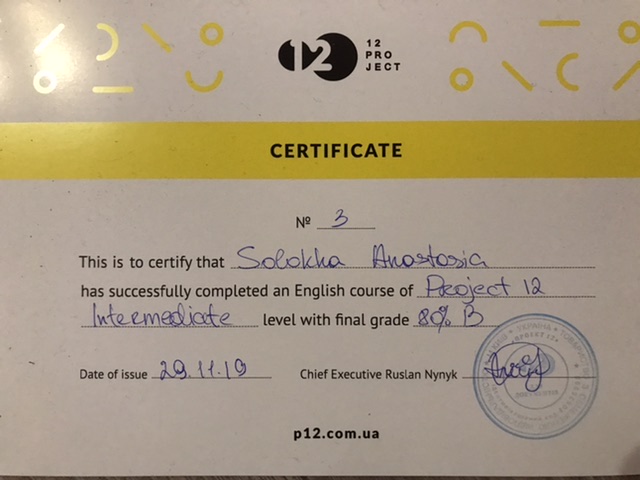 12
12
PRO
JECT
CERTIFICATE
№ 3
This is to certify that Solokha Anastasia
has successfully completed an English course of Project 12
Intermediate level with final grade 80% B
Date of issue 29.11.19 Chief Executive Ruslan Nynyk
УКРАЇНА
p12.com.ua